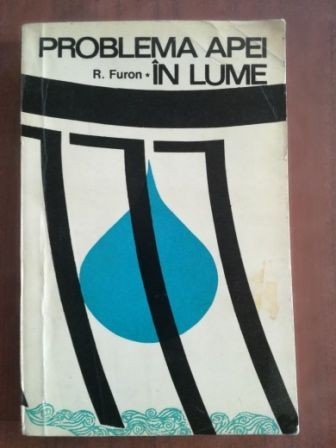 PROBLEMA APEI
R. Furon * ÎN LUME